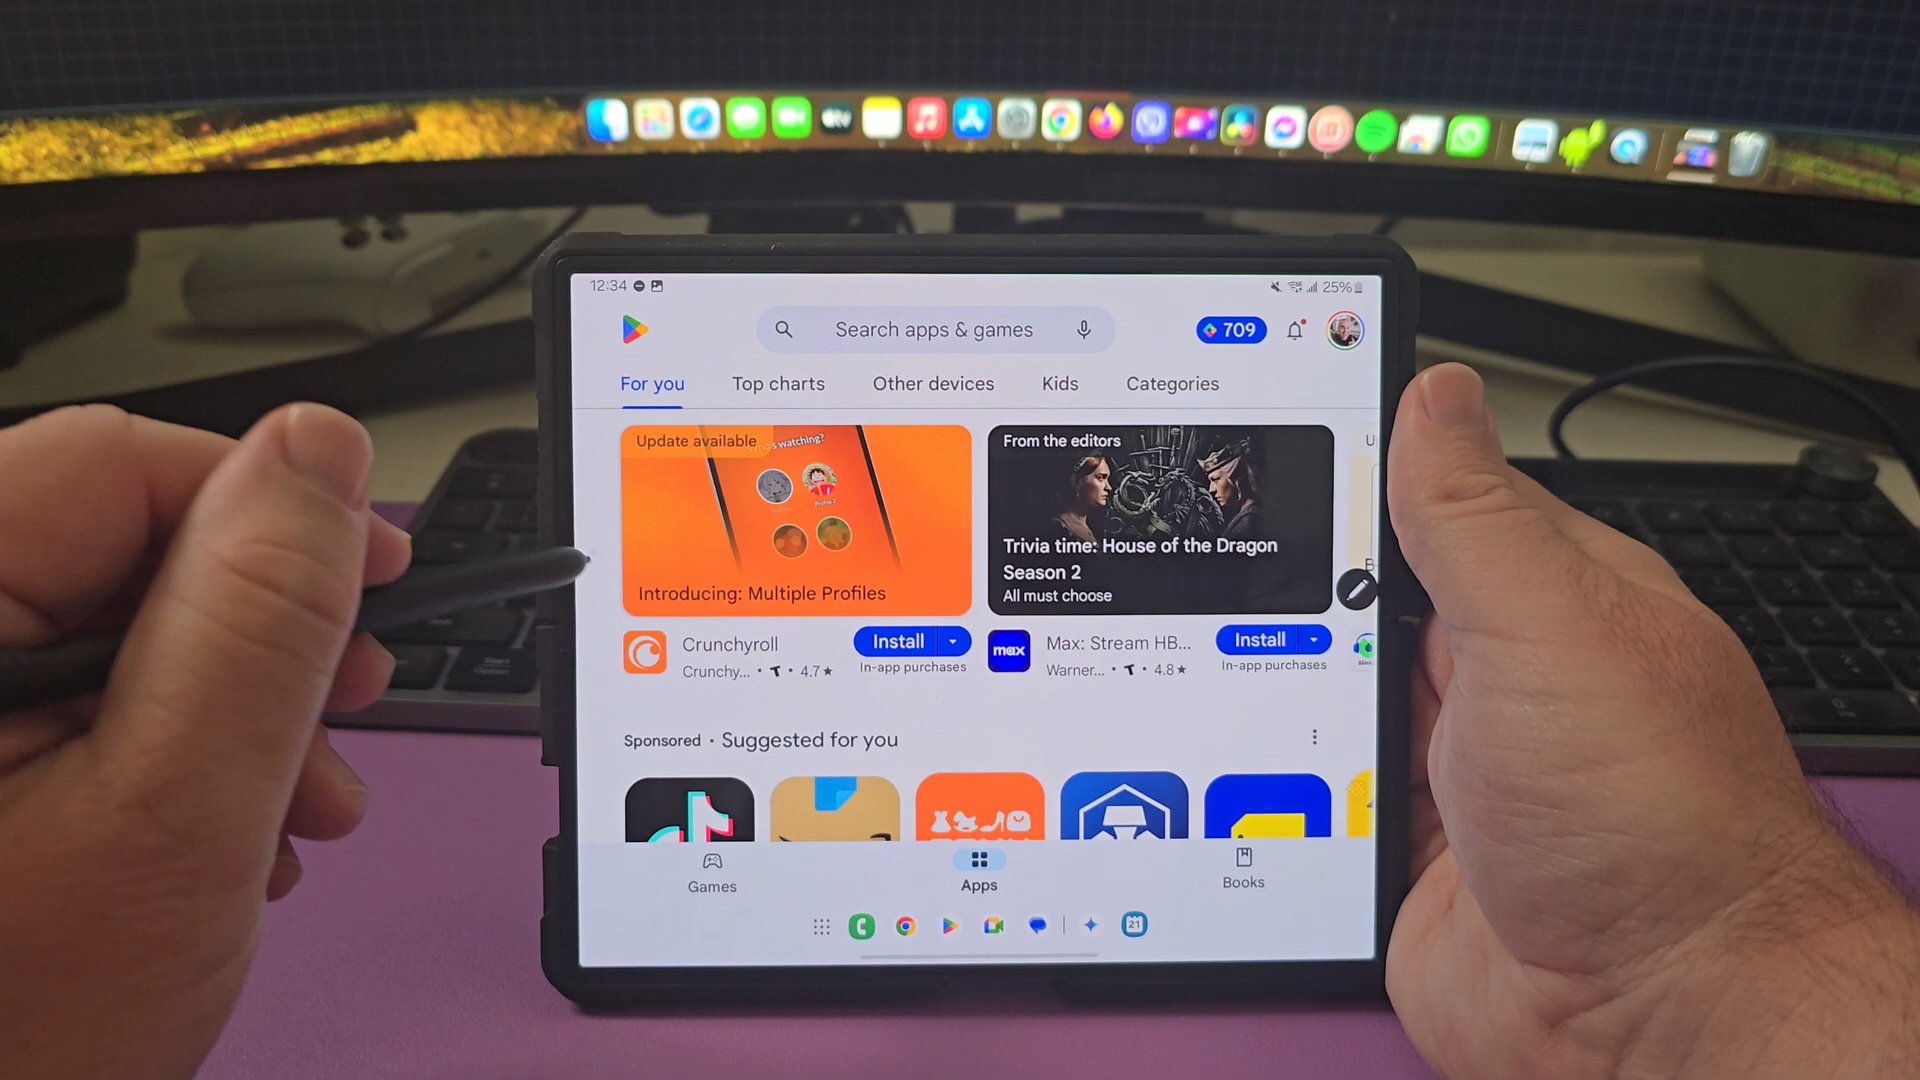 12:34
25%
Search apps & games
709
For you Top charts Other devices Kids Categories
Update available
Who's watching?
Profile 2
Introducing: Multiple Profiles
From the editors
Trivia time: House of the Dragon
Season 2
All must choose
U
B
Crunchyroll
Install
Crunchy... • T • 4.7★
In-app purchases
max
Max: Stream HB...
Install
Warner... • T • 4.8★
In-app purchases
Sponsored • Suggested for you
Games
Apps
Books
21
tv